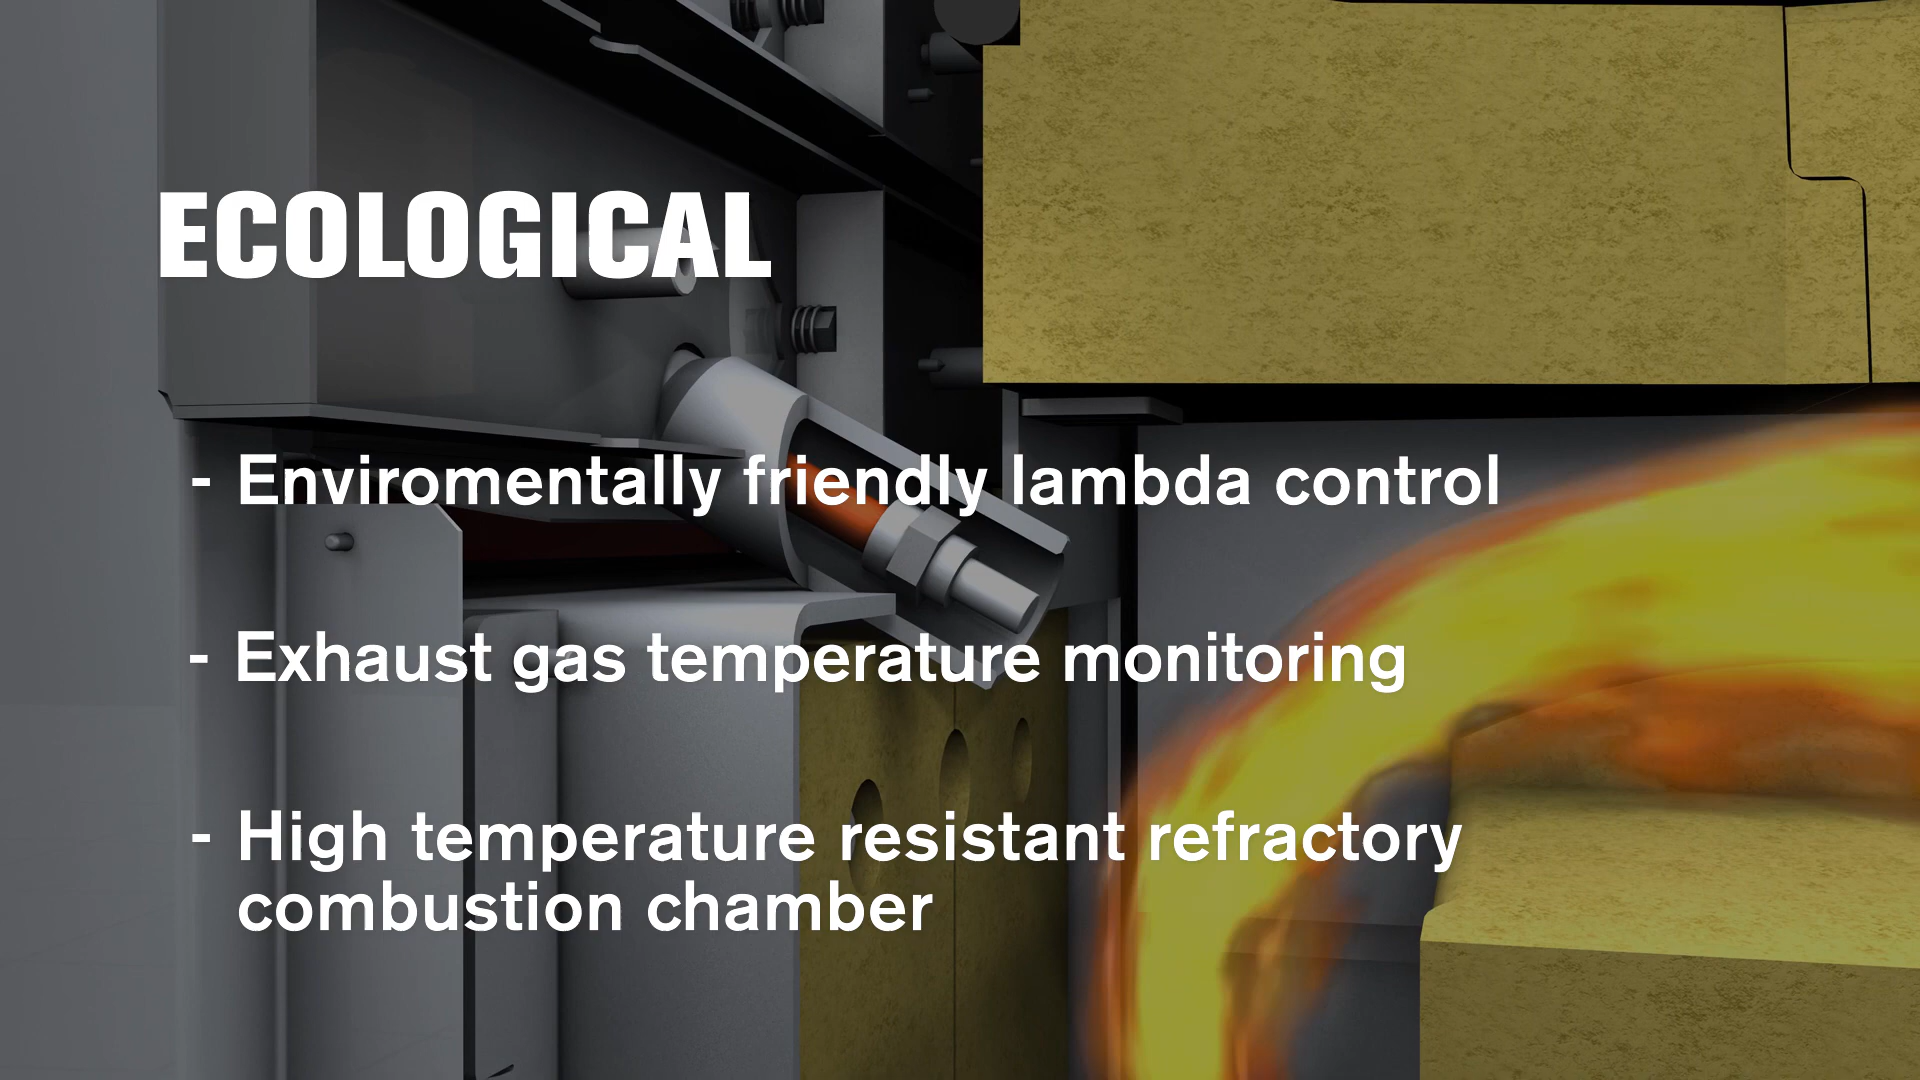 ECOLOGICAL
- Enviromentally friendly lambda control
- Exhaust gas temperature monitoring
- High temperature resistant refractory
combustion chamber